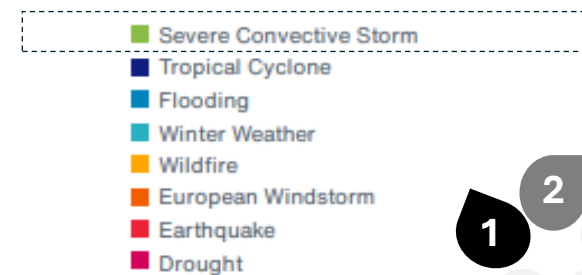 Severe Convective Storm
Tropical Cyclone
Flooding
Winter Weather
Wildfire
European Windstorm
Earthquake
Drought
1
2